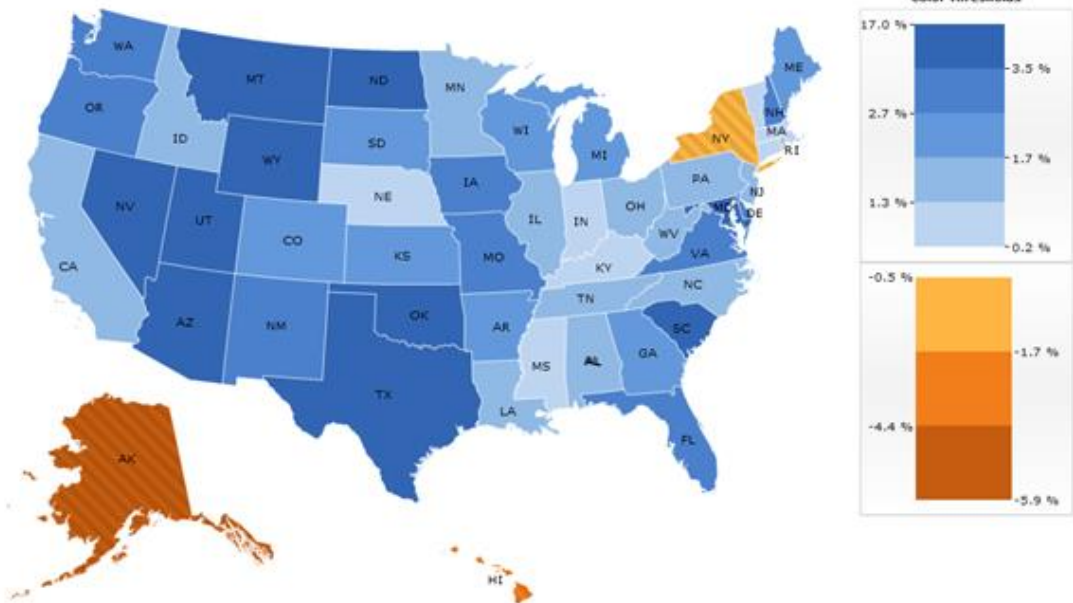 Color Thresholds
17.0 %
3.5 %
2.7 %
1.7 %
1.3 %
0.2 %
-0.5 %
-1.7 %
-4.4 %
-5.9 %
WA
MT
ND
MN
ME
OR
ID
SD
WI
MI
NY
NH
MA
RI
WY
NV
UT
CO
NE
IA
IL
IN
OH
PA
NJ
MD
DE
WV
VA
CA
KS
MO
KY
NC
TN
AZ
NM
OK
AR
SC
TX
LA
MS
AL
GA
FL
AK
HI